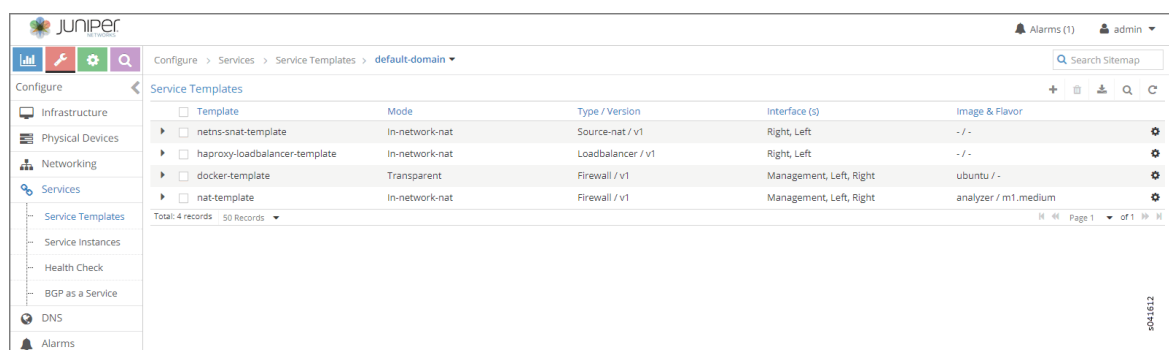 JUNIPER
NETWORKS
Alarms (1) admin
Configure > Services > Service Templates > default-domain
Search Sitemap
Configure
Service Templates
Infrastructure
Physical Devices
Networking
Services
Service Templates
Service Instances
Health Check
BGP as a Service
DNS
Alarms
Template Mode Type / Version Interface (s) Image & Flavor
netns-snat-template In-network-nat Source-nat / v1 Right, Left - / -
haproxy-loadbalancer-template In-network-nat Loadbalancer / v1 Right, Left - / -
docker-template Transparent Firewall / v1 Management, Left, Right ubuntu / -
nat-template In-network-nat Firewall / v1 Management, Left, Right analyzer / m1.medium
Total: 4 records 50 Records Page 1 of 1
s041612